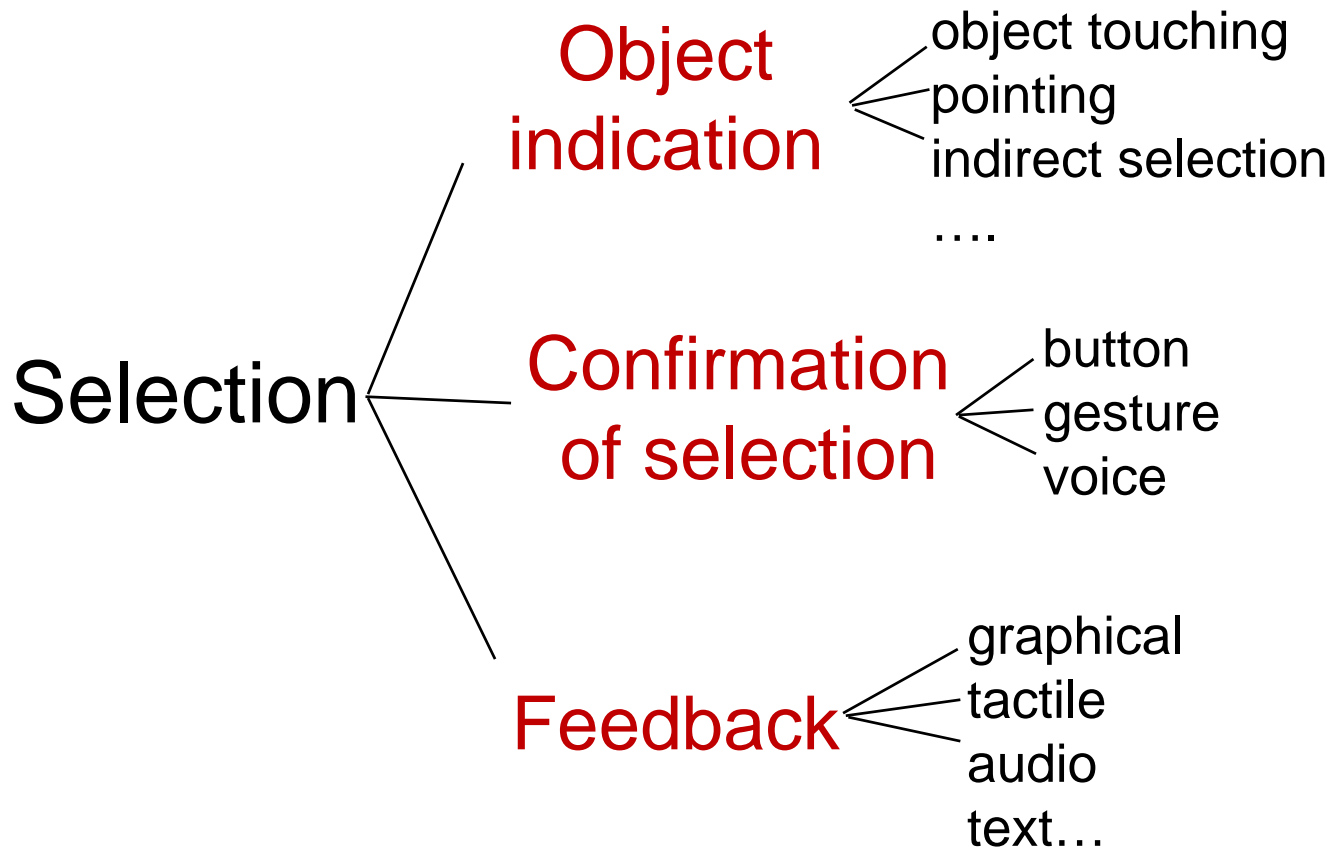 Selection
Object
indication
object touching
pointing
indirect selection
….
Confirmation
of selection
button
gesture
voice
Feedback
graphical
tactile
audio
text…